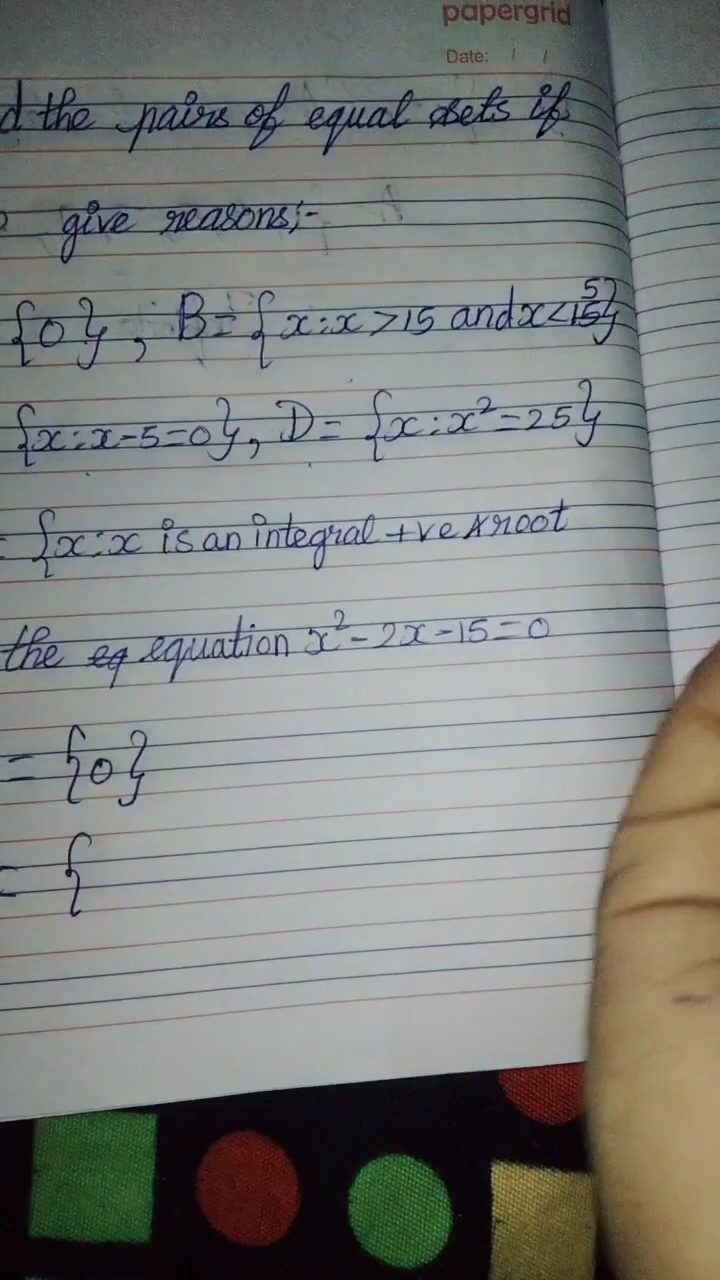 papergrid
Date: / /
d the pairs of equal sets if
give reasons;-
{0}, B = {x:x>15 and x<5}
{x:x-5=0}, D = {x:x²=25}
= {x:x is an integral +ve root
the eq equation x²-2x-15=0
= {0}
= {